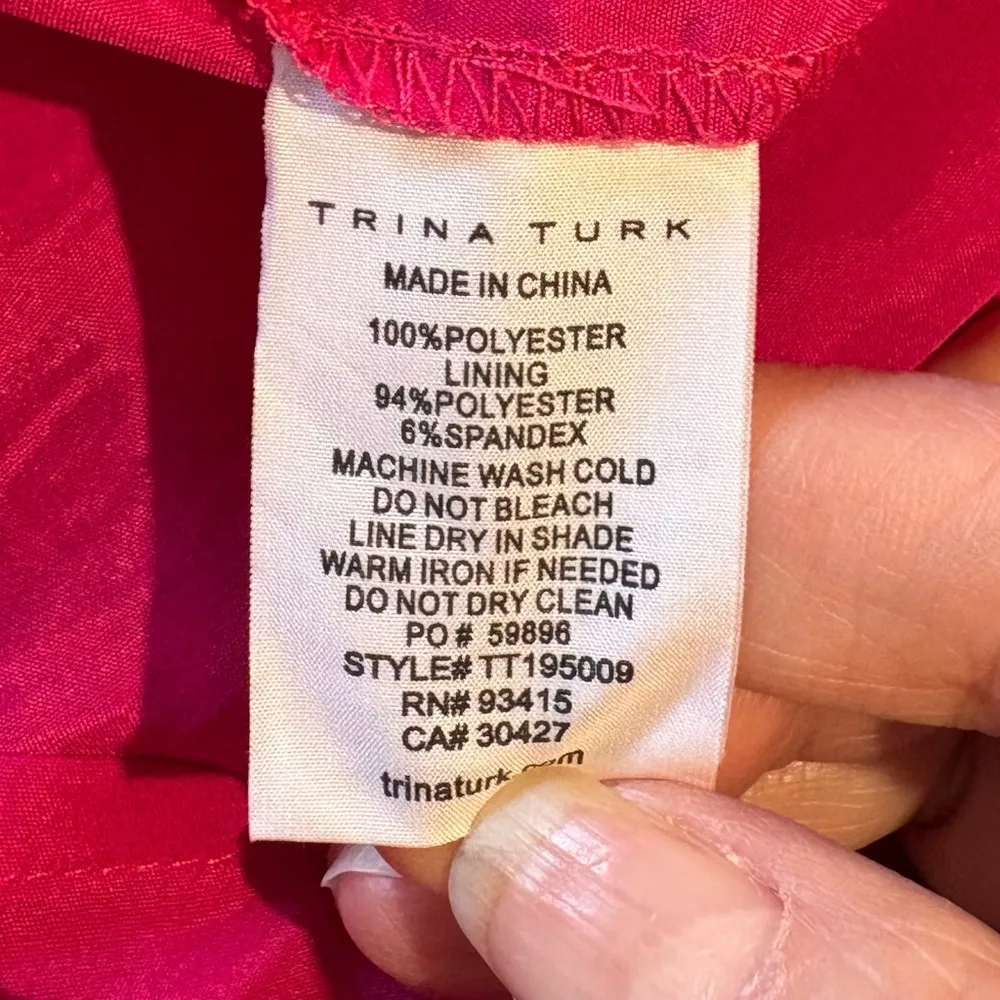 TRINA TURK
MADE IN CHINA
100%POLYESTER
LINING
94%POLYESTER
6%SPANDEX
MACHINE WASH COLD
DO NOT BLEACH
LINE DRY IN SHADE
WARM IRON IF NEEDED
DO NOT DRY CLEAN
PO# 59896
STYLE# TT195009
RN# 93415
CA# 30427
trinaturk.com